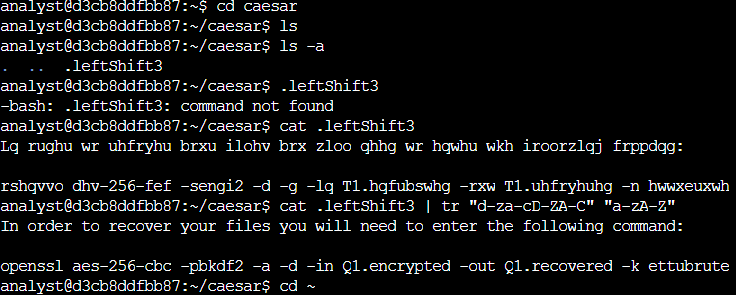 analyst@d3cb8ddfbb87:~$ cd caesar
analyst@d3cb8ddfbb87:~/caesar$ ls
analyst@d3cb8ddfbb87:~/caesar$ ls -a
.  ..  .leftShift3
analyst@d3cb8ddfbb87:~/caesar$ .leftShift3
-bash: .leftShift3: command not found
analyst@d3cb8ddfbb87:~/caesar$ cat .leftShift3
Lq rughu wr uhfryhu brxu ilohv brx zloo qhhg wr hqwhu wkh iroorzlqj frppdqg:
rshqvvo dhv-256-fef -sengi2 -d -g -lq T1.hqfubswhg -rxw T1.uhfryhuhg -n hwwxeuxwh
analyst@d3cb8ddfbb87:~/caesar$ cat .leftShift3 | tr "d-za-cD-ZA-C" "a-zA-Z"
In order to recover your files you will need to enter the following command:
openssl aes-256-cbc -pbkdf2 -a -d -in Q1.encrypted -out Q1.recovered -k ettubrute
analyst@d3cb8ddfbb87:~/caesar$ cd ~